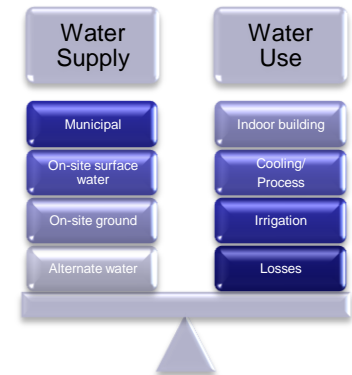 Water
Supply
Municipal
On-site surface
water
On-site ground
Alternate water
Water
Use
Indoor building
Cooling/
Process
Irrigation
Losses